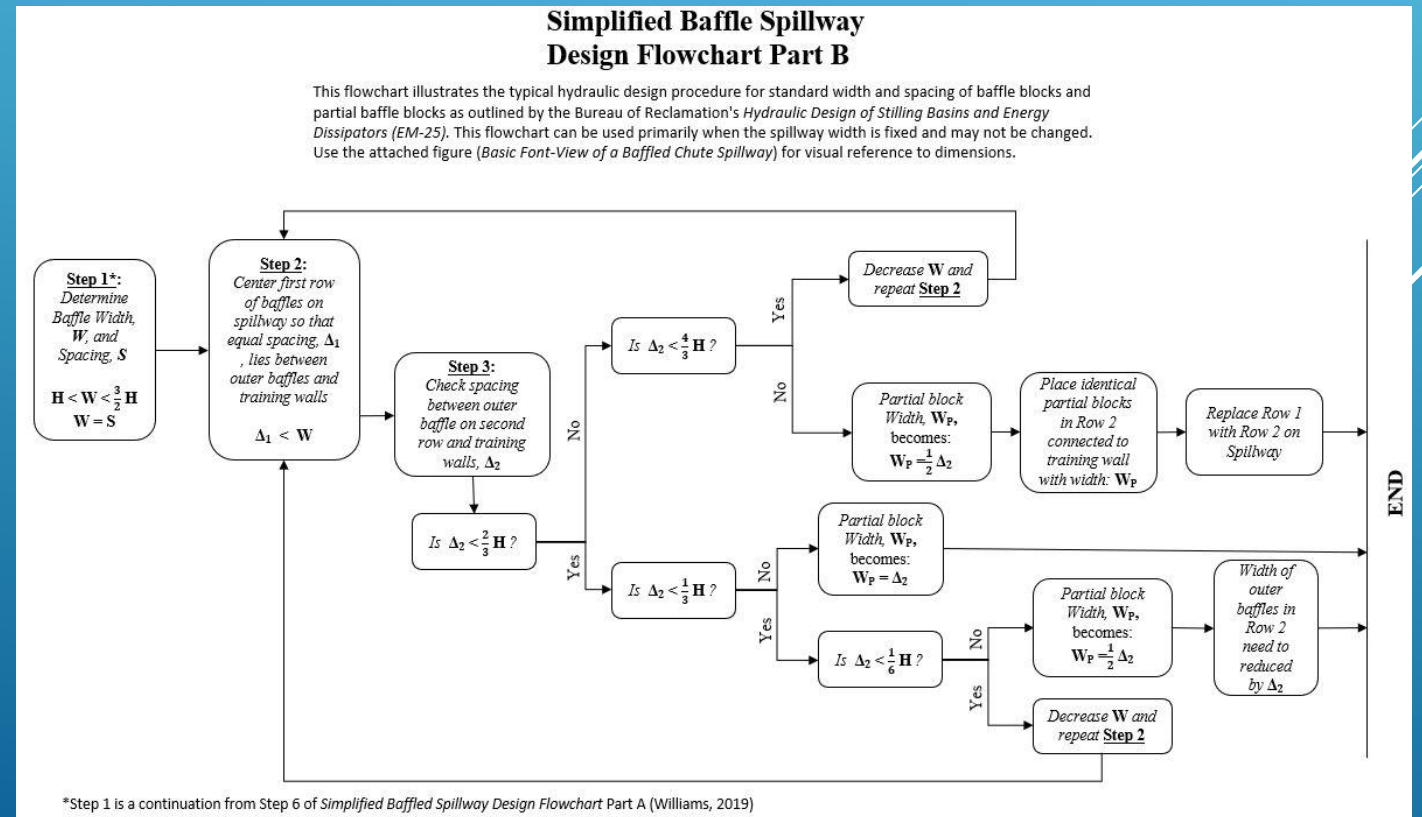 Simplified Baffle Spillway
Design Flowchart Part B
This flowchart illustrates the typical hydraulic design procedure for standard width and spacing of baffle blocks and
partial baffle blocks as outlined by the Bureau of Reclamation's Hydraulic Design of Stilling Basins and Energy
Dissipators (EM-25). This flowchart can be used primarily when the spillway width is fixed and may not be changed.
Use the attached figure (Basic Font-View of a Baffled Chute Spillway) for visual reference to dimensions.
Step 1*:
Determine
Baffle Width,
W, and
Spacing, S
H < W < 3/2 H
W = S
Step 2:
Center first row
of baffles on
spillway so that
equal spacing, Δ₁
, lies between
outer baffles and
training walls
Δ₁ < W
Step 3:
Check spacing
between outer
baffle on second
row and training
walls, Δ₂
Is Δ₂ < 2/3 H ?
No
Yes
Is Δ₂ < 4/3 H ?
Yes
No
Decrease W and
repeat Step 2
Partial block
Width, Wₚ,
becomes:
Wₚ = 1/2 Δ₂
Place identical
partial blocks
in Row 2
connected to
training wall
with width: Wₚ
Replace Row 1
with Row 2 on
Spillway
Is Δ₂ < 1/3 H ?
No
Yes
Partial block
Width, Wₚ,
becomes:
Wₚ = Δ₂
Is Δ₂ < 1/6 H ?
No
Yes
Partial block
Width, Wₚ,
becomes:
Wₚ = 1/2 Δ₂
Width of
outer
baffles in
Row 2
need to
reduced
by Δ₂
Decrease W and
repeat Step 2
END
*Step 1 is a continuation from Step 6 of Simplified Baffled Spillway Design Flowchart Part A (Williams, 2019)